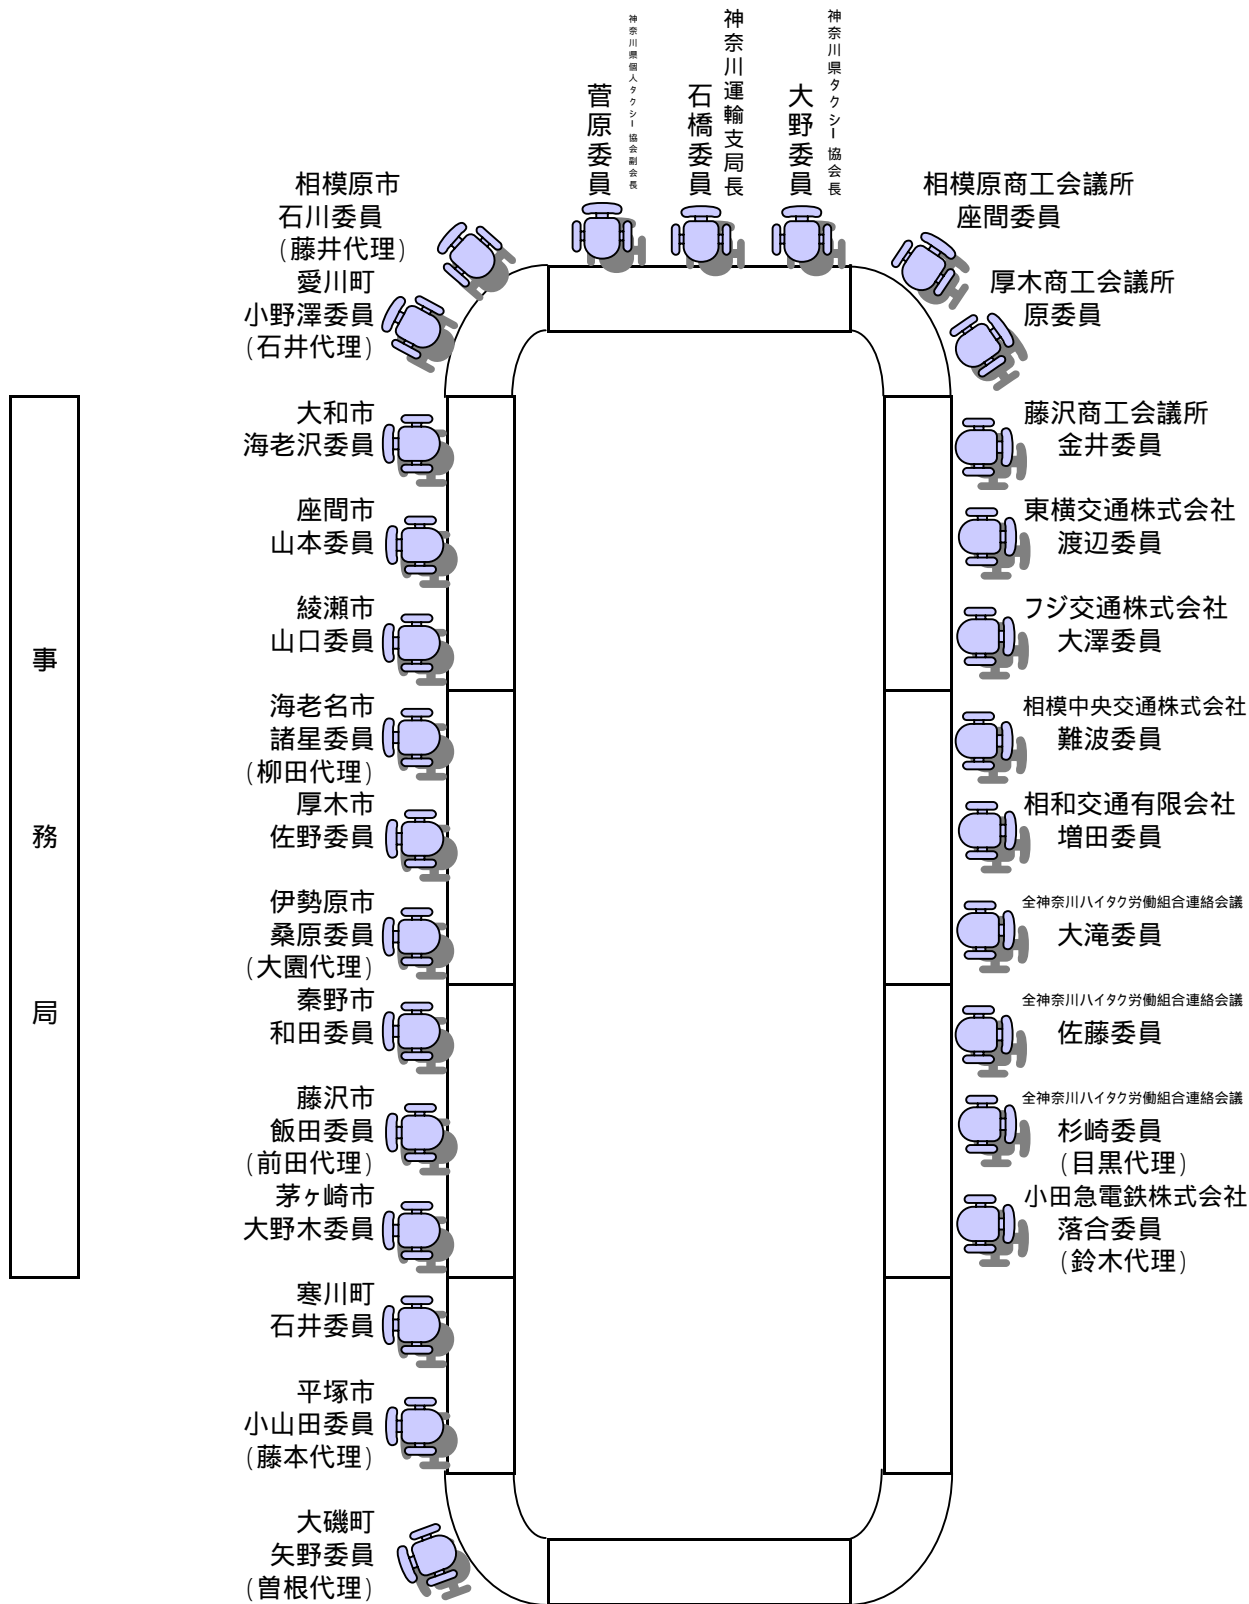 神奈川県個人タクシー協会副会長
菅原委員
神奈川運輸支局長
石橋委員
神奈川県タクシー協会長
大野委員
相模原市
石川委員
(藤井代理)
愛川町
小野澤委員
(石井代理)
大和市
海老沢委員
座間市
山本委員
綾瀬市
山口委員
海老名市
諸星委員
(柳田代理)
厚木市
佐野委員
伊勢原市
桑原委員
(大園代理)
秦野市
和田委員
藤沢市
飯田委員
(前田代理)
茅ヶ崎市
大野木委員
寒川町
石井委員
平塚市
小山田委員
(藤本代理)
大磯町
矢野委員
(曽根代理)
相模原商工会議所
座間委員
厚木商工会議所
原委員
藤沢商工会議所
金井委員
東横交通株式会社
渡辺委員
フジ交通株式会社
大澤委員
相模中央交通株式会社
難波委員
相和交通有限会社
増田委員
全神奈川ハイタク労働組合連絡会議
大滝委員
全神奈川ハイタク労働組合連絡会議
佐藤委員
全神奈川ハイタク労働組合連絡会議
杉崎委員
(目黒代理)
小田急電鉄株式会社
落合委員
(鈴木代理)
事務局